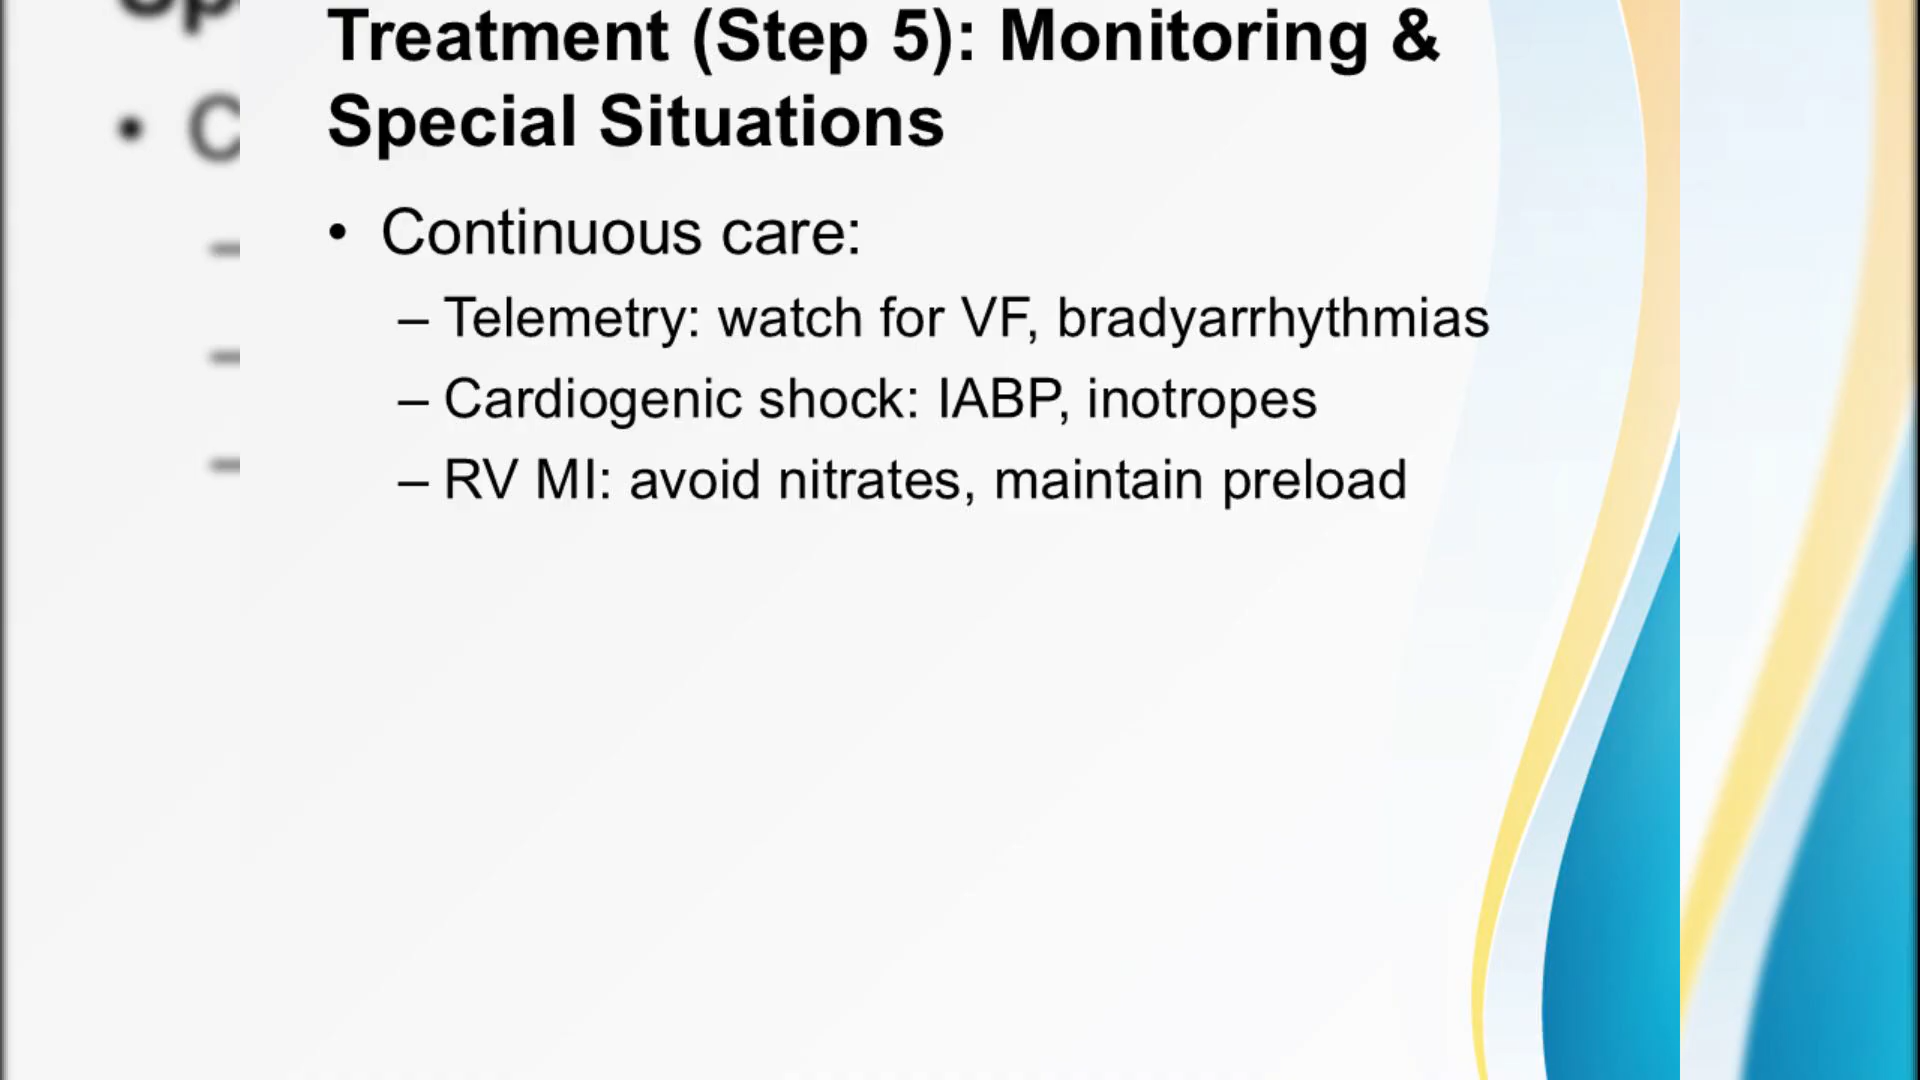 Treatment (Step 5): Monitoring &
Special Situations
• Continuous care:
– Telemetry: watch for VF, bradyarrhythmias
– Cardiogenic shock: IABP, inotropes
– RV MI: avoid nitrates, maintain preload